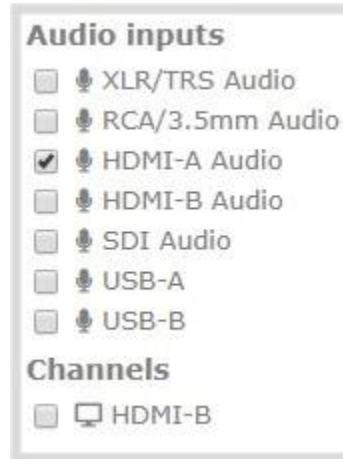 Audio inputs
XLR/TRS Audio
RCA/3.5mm Audio
HDMI-A Audio
HDMI-B Audio
SDI Audio
USB-A
USB-B
Channels
HDMI-B